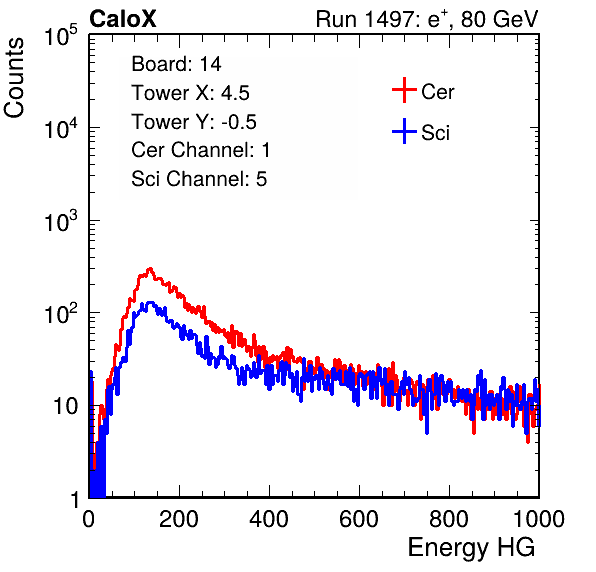 CaloX Run 1497: e⁺, 80 GeV
Counts
Board: 14
Tower X: 4.5
Tower Y: -0.5
Cer Channel: 1
Sci Channel: 5
Cer
Sci
10⁵
10⁴
10³
10²
10
1
0 200 400 600 800 1000
Energy HG